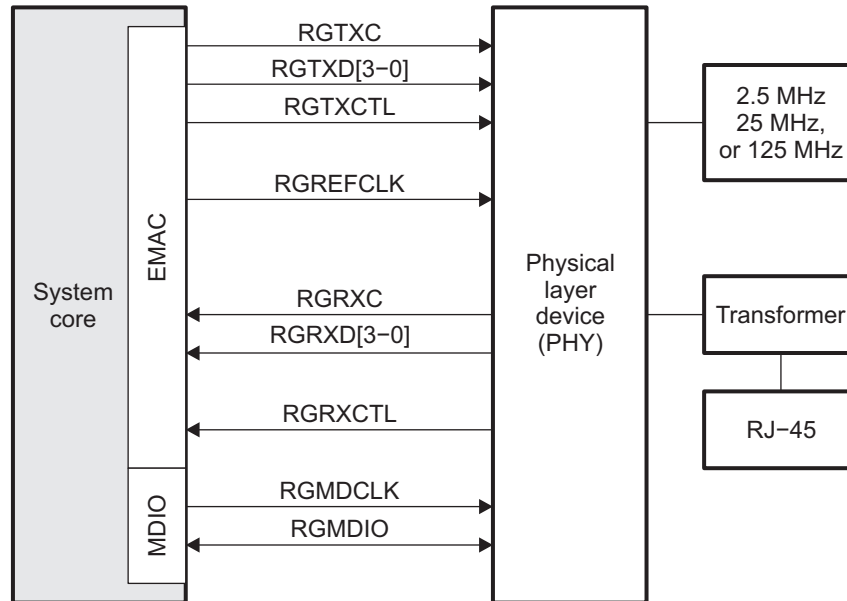 System
core
EMAC
MDIO
RGTXC
RGTXD[3−0]
RGTXCTL
RGREFCLK
RGRXC
RGRXD[3−0]
RGRXCTL
RGMDCLK
RGMDIO
Physical
layer
device
(PHY)
2.5 MHz
25 MHz,
or 125 MHz
Transformer
RJ−45